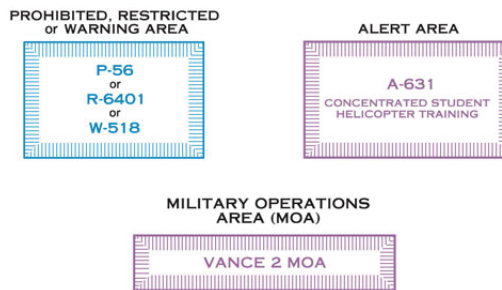 PROHIBITED, RESTRICTED
or WARNING AREA
P-56
or
R-6401
or
W-518
ALERT AREA
A-631
CONCENTRATED STUDENT
HELICOPTER TRAINING
MILITARY OPERATIONS
AREA (MOA)
VANCE 2 MOA